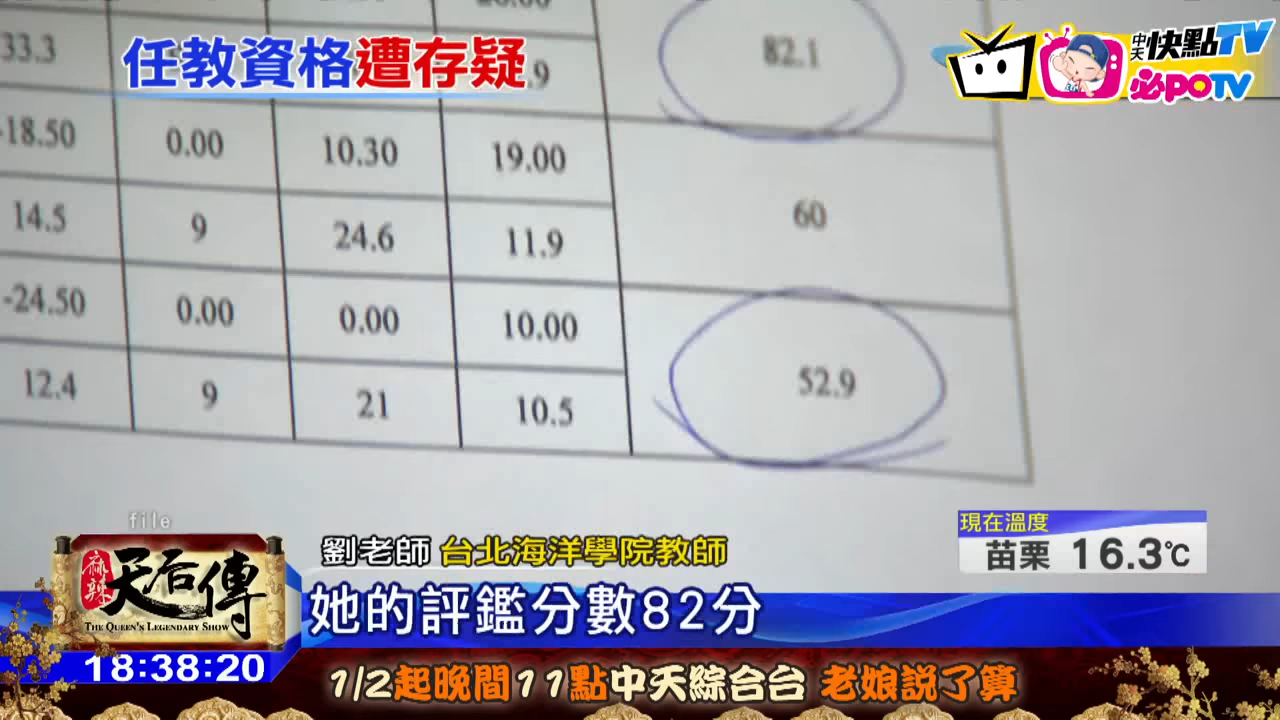 任教資格遭存疑
中天快點TV
必POTV
33.3 .9 82.1
-18.50 0.00 10.30 19.00
60
14.5 9 24.6 11.9
-24.50 0.00 0.00 10.00
52.9
12.4 9 21 10.5
file
劉老師 台北海洋學院教師
現在溫度
苗栗 16.3℃
麻辣
天后傳
THE QUEEN'S LEGENDARY SHOW
她的評鑑分數82分
18:38:20
1/2起晚間11點中天綜合台 老娘說了算